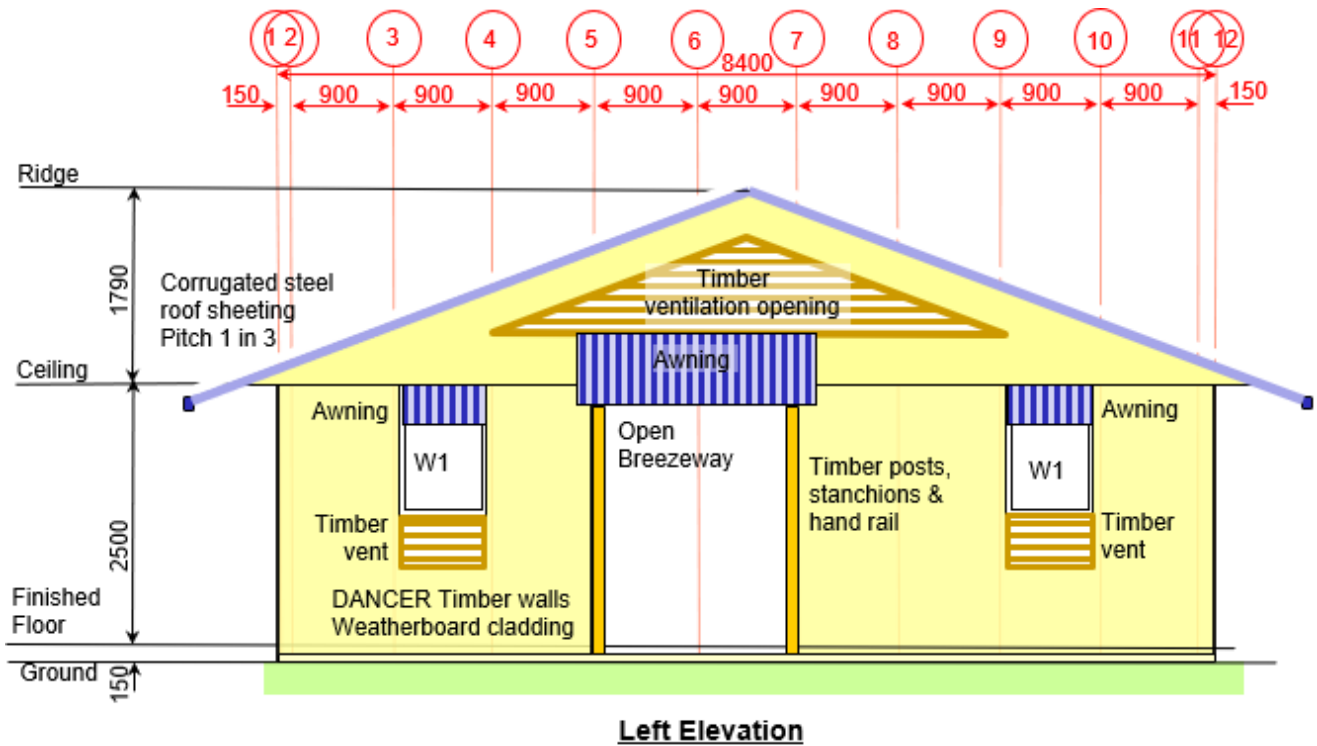 1 2 3 4 5 6 7 8 9 10 11 12
8400
150 900 900 900 900 900 900 900 900 900 150
Ridge
1790
Corrugated steel
roof sheeting
Pitch 1 in 3
Timber
ventilation opening
Ceiling
Awning
Awning
Awning
W1
Open
Breezeway
W1
Timber posts,
stanchions &
hand rail
2500
Timber
vent
Timber
vent
Finished
Floor
DANCER Timber walls
Weatherboard cladding
Ground
150
Left Elevation